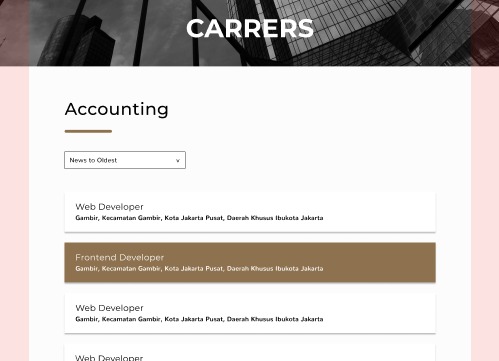 CARRERS
Accounting
News to Oldest v
Web Developer
Gambir, Kecamatan Gambir, Kota Jakarta Pusat, Daerah Khusus Ibukota Jakarta
Frontend Developer
Gambir, Kecamatan Gambir, Kota Jakarta Pusat, Daerah Khusus Ibukota Jakarta
Web Developer
Gambir, Kecamatan Gambir, Kota Jakarta Pusat, Daerah Khusus Ibukota Jakarta
Web Developer